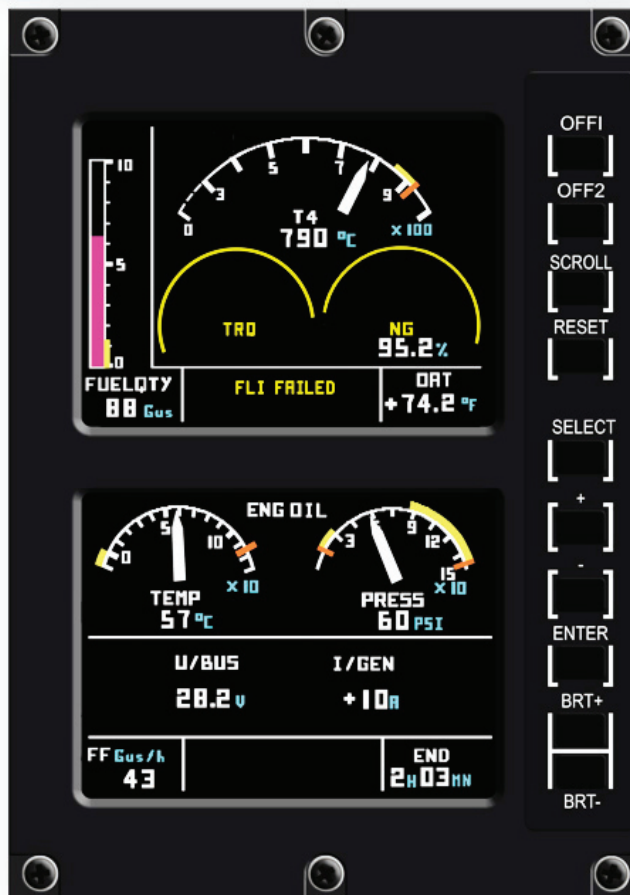 OFF1
OFF2
SCROLL
RESET
SELECT
+
-
ENTER
BRT+
BRT-
10
5
0
FUELQTY
88 Gus
0
3
5
7
9
T4
790 °C
x100
TRQ
NG
95.2%
FLI FAILED
OAT
+74.2 °F
ENG OIL
0
5
10
x10
TEMP
57°C
3
6
9
12
15
x10
PRESS
60 PSI
U/BUS
28.2 V
I/GEN
+10A
FF Gus/h
43
END
2H03MN